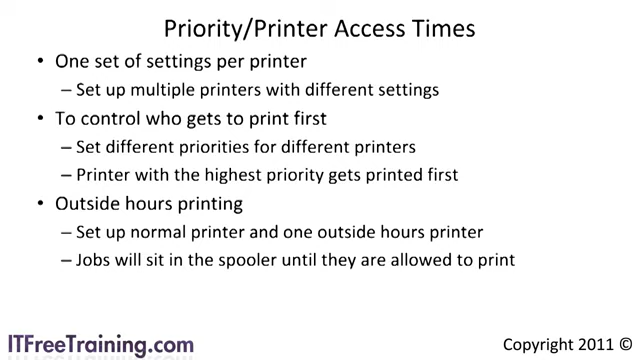 Priority/Printer Access Times
• One set of settings per printer
– Set up multiple printers with different settings
• To control who gets to print first
– Set different priorities for different printers
– Printer with the highest priority gets printed first
• Outside hours printing
– Set up normal printer and one outside hours printer
– Jobs will sit in the spooler until they are allowed to print
ITFreeTraining.com
Copyright 2011 ©